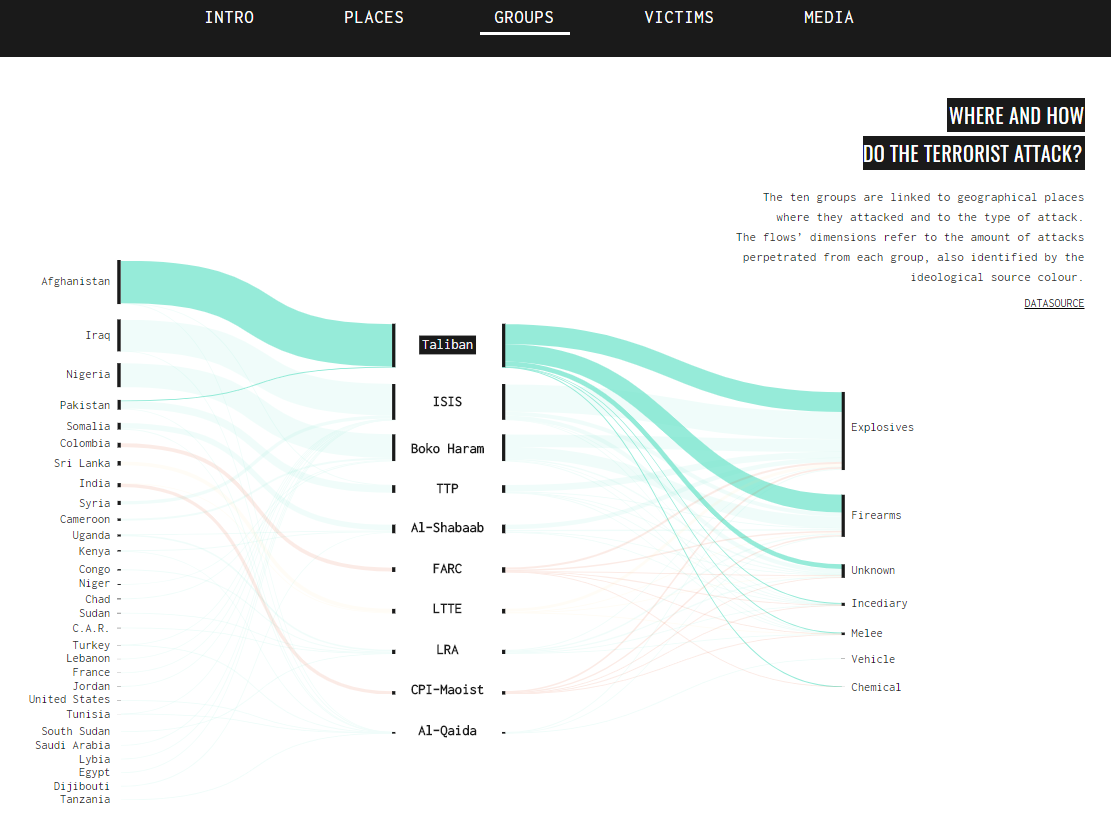 INTRO PLACES GROUPS VICTIMS MEDIA
WHERE AND HOW
DO THE TERRORIST ATTACK?
The ten groups are linked to geographical places
where they attacked and to the type of attack.
The flows’ dimensions refer to the amount of attacks
perpetrated from each group, also identified by the
ideological source colour.
DATASOURCE
Afghanistan
Iraq
Nigeria
Pakistan
Somalia
Colombia
Sri Lanka
India
Syria
Cameroon
Uganda
Kenya
Congo
Niger
Chad
Sudan
C.A.R.
Turkey
Lebanon
France
Jordan
United States
Tunisia
South Sudan
Saudi Arabia
Lybia
Egypt
Dijibouti
Tanzania
Taliban
ISIS
Boko Haram
TTP
Al-Shabaab
FARC
LTTE
LRA
CPI-Maoist
Al-Qaida
Explosives
Firearms
Unknown
Incediary
Melee
Vehicle
Chemical